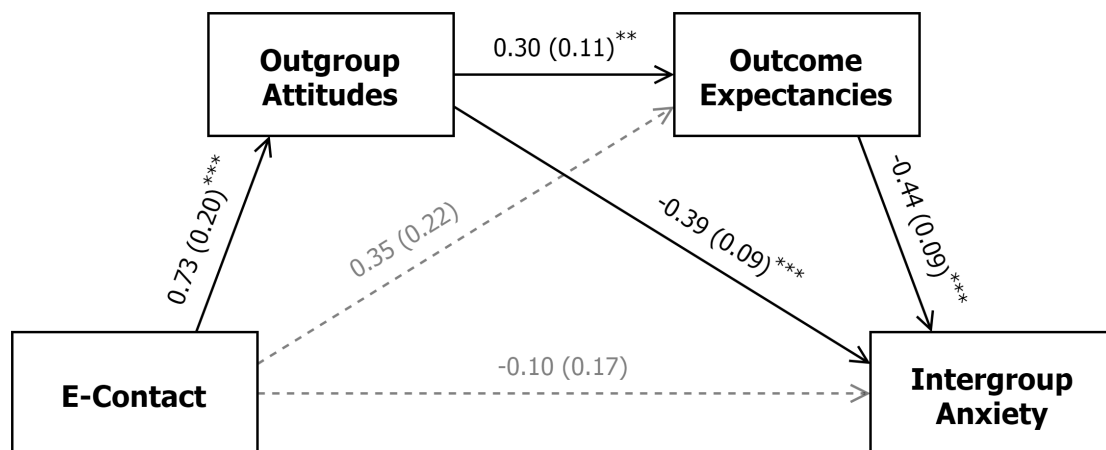 Outgroup
Attitudes
0.30 (0.11)**
Outcome
Expectancies
0.73 (0.20)***
0.35 (0.22)
-0.39 (0.09)***
-0.44 (0.09)***
E-Contact
-0.10 (0.17)
Intergroup
Anxiety